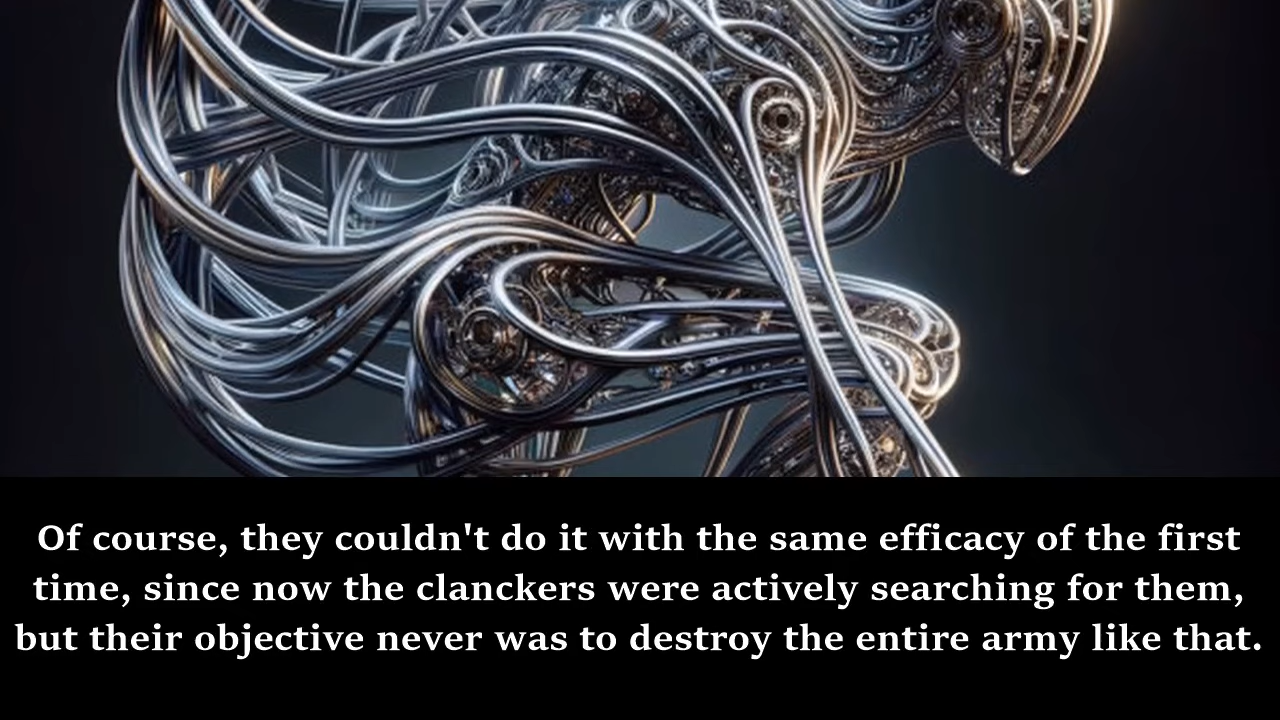 Of course, they couldn't do it with the same efficacy of the first
time, since now the clanckers were actively searching for them,
but their objective never was to destroy the entire army like that.